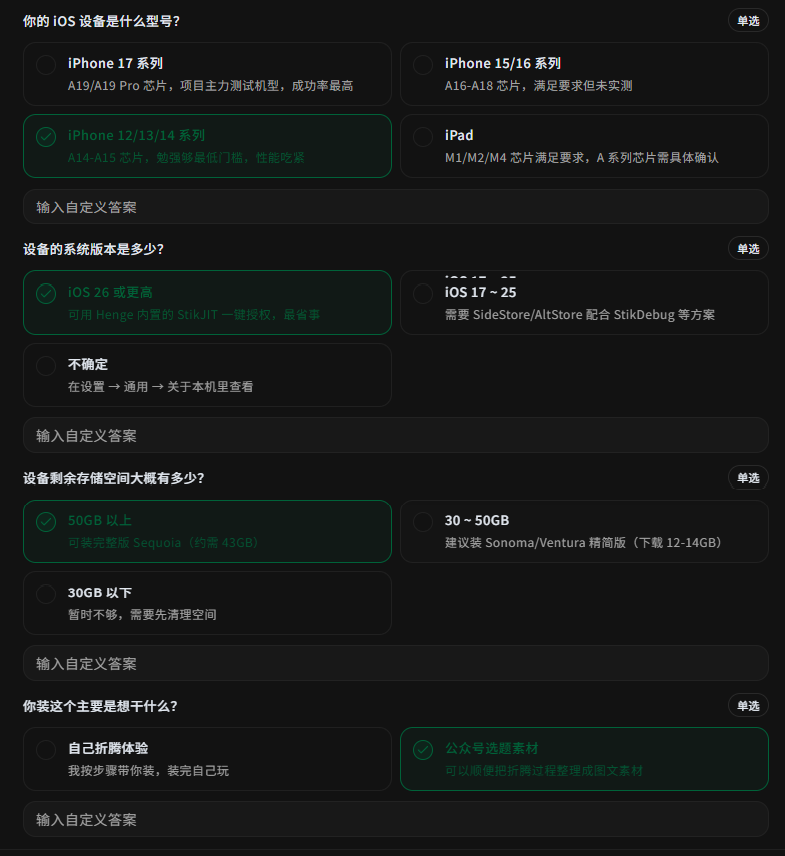 你的 iOS 设备是什么型号？
单选
iPhone 17 系列
A19/A19 Pro 芯片，项目主力测试机型，成功率最高
iPhone 15/16 系列
A16-A18 芯片，满足要求但未实测
iPhone 12/13/14 系列
A14-A15 芯片，勉强够最低门槛，性能吃紧
iPad
M1/M2/M4 芯片满足要求，A 系列芯片需具体确认
输入自定义答案
设备的系统版本是多少？
单选
iOS 26 或更高
可用 Henge 内置的 StikJIT 一键授权，最省事
iOS 17 ~ 25
需要 SideStore/AltStore 配合 StikDebug 等方案
不确定
在设置 → 通用 → 关于本机里查看
输入自定义答案
设备剩余存储空间大概有多少？
单选
50GB 以上
可装完整版 Sequoia（约需 43GB）
30 ~ 50GB
建议装 Sonoma/Ventura 精简版（下载 12-14GB）
30GB 以下
暂时不够，需要先清理空间
输入自定义答案
你装这个主要是想干什么？
单选
自己折腾体验
我按步骤带你装，装完自己玩
公众号选题素材
可以顺便把折腾过程整理成图文素材
输入自定义答案